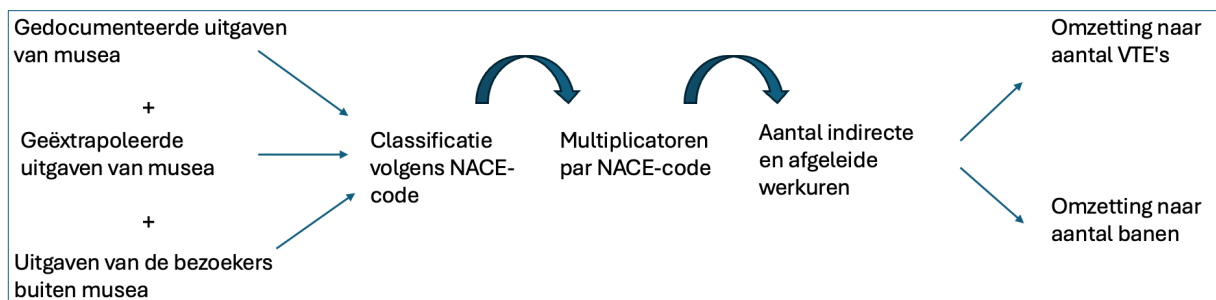 Gedocumenteerde uitgaven
van musea
+
Geëxtrapoleerde
uitgaven van musea
+
Uitgaven van de bezoekers
buiten musea
Classificatie
volgens NACE-
code
Multiplicatoren
par NACE-code
Aantal indirecte
en afgeleide
werkuren
Omzetting naar
aantal VTE's
Omzetting naar
aantal banen